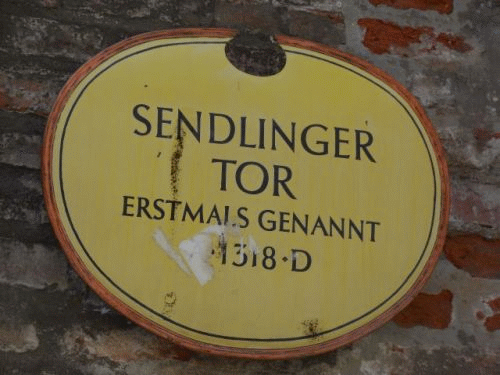 SENDLINGER
TOR
ERSTMALS GENANNT
·1318·D